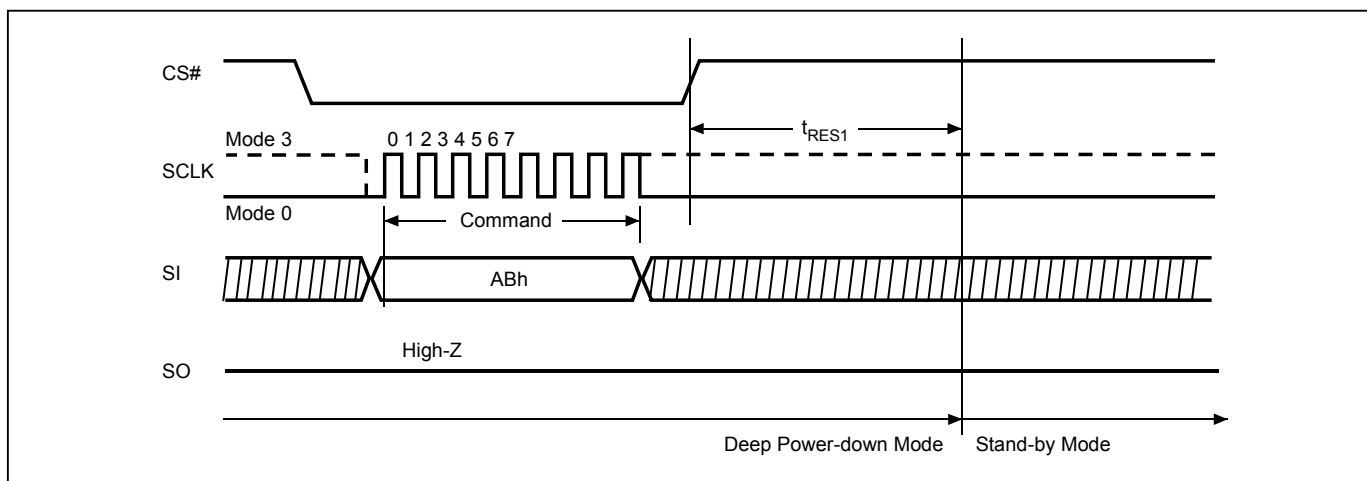 CS#
tRES1
Mode 3
0 1 2 3 4 5 6 7
SCLK
Mode 0
Command
SI
ABh
High-Z
SO
Deep Power-down Mode
Stand-by Mode